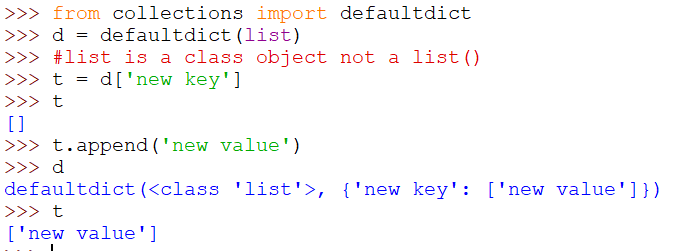 >>> from collections import defaultdict
>>> d = defaultdict(list)
>>> #list is a class object not a list()
>>> t = d['new key']
>>> t
[]
>>> t.append('new value')
>>> d
defaultdict(<class 'list'>, {'new key': ['new value']})
>>> t
['new value']
>>>